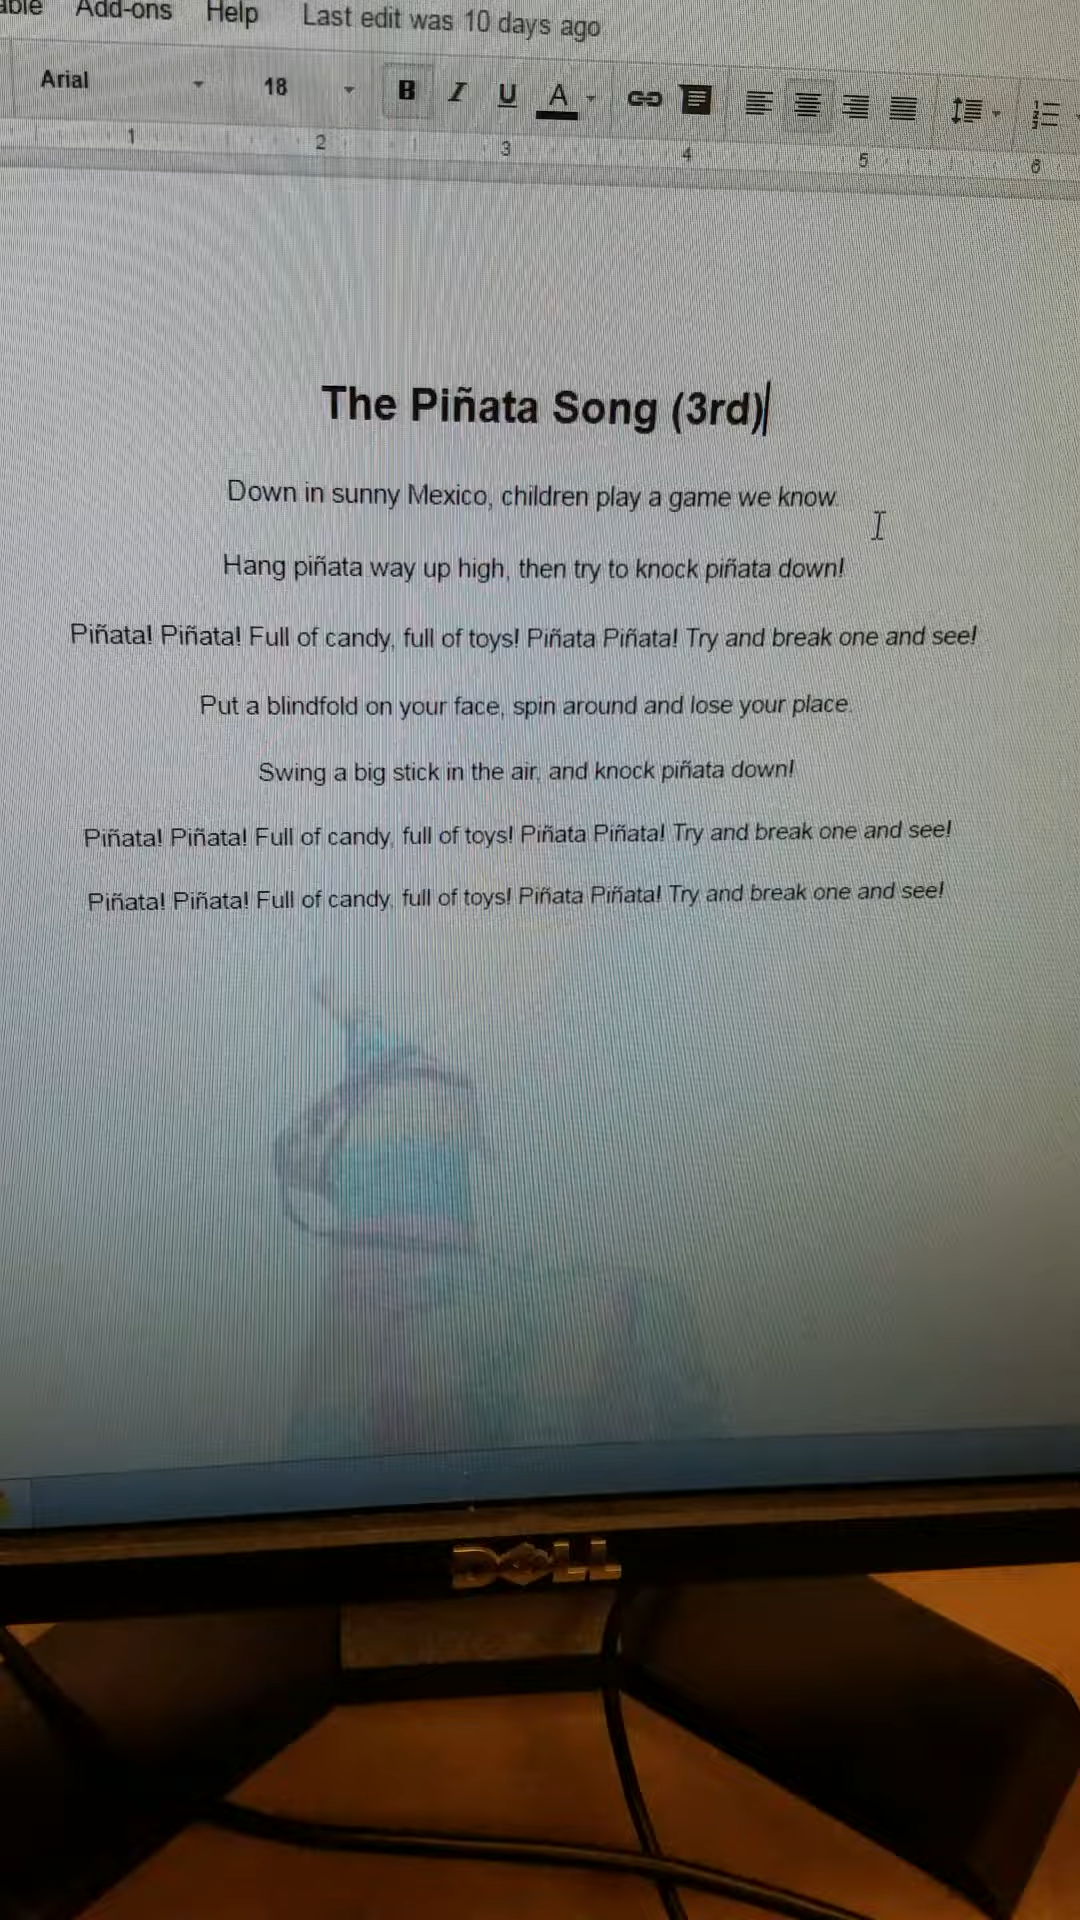 Add-ons Help Last edit was 10 days ago
Arial 18 B I U A
1 2 3 4 5 6
The Piñata Song (3rd)
Down in sunny Mexico, children play a game we know.
Hang piñata way up high, then try to knock piñata down!
Piñata! Piñata! Full of candy, full of toys! Piñata Piñata! Try and break one and see!
Put a blindfold on your face, spin around and lose your place.
Swing a big stick in the air, and knock piñata down!
Piñata! Piñata! Full of candy, full of toys! Piñata Piñata! Try and break one and see!
Piñata! Piñata! Full of candy, full of toys! Piñata Piñata! Try and break one and see!
DELL